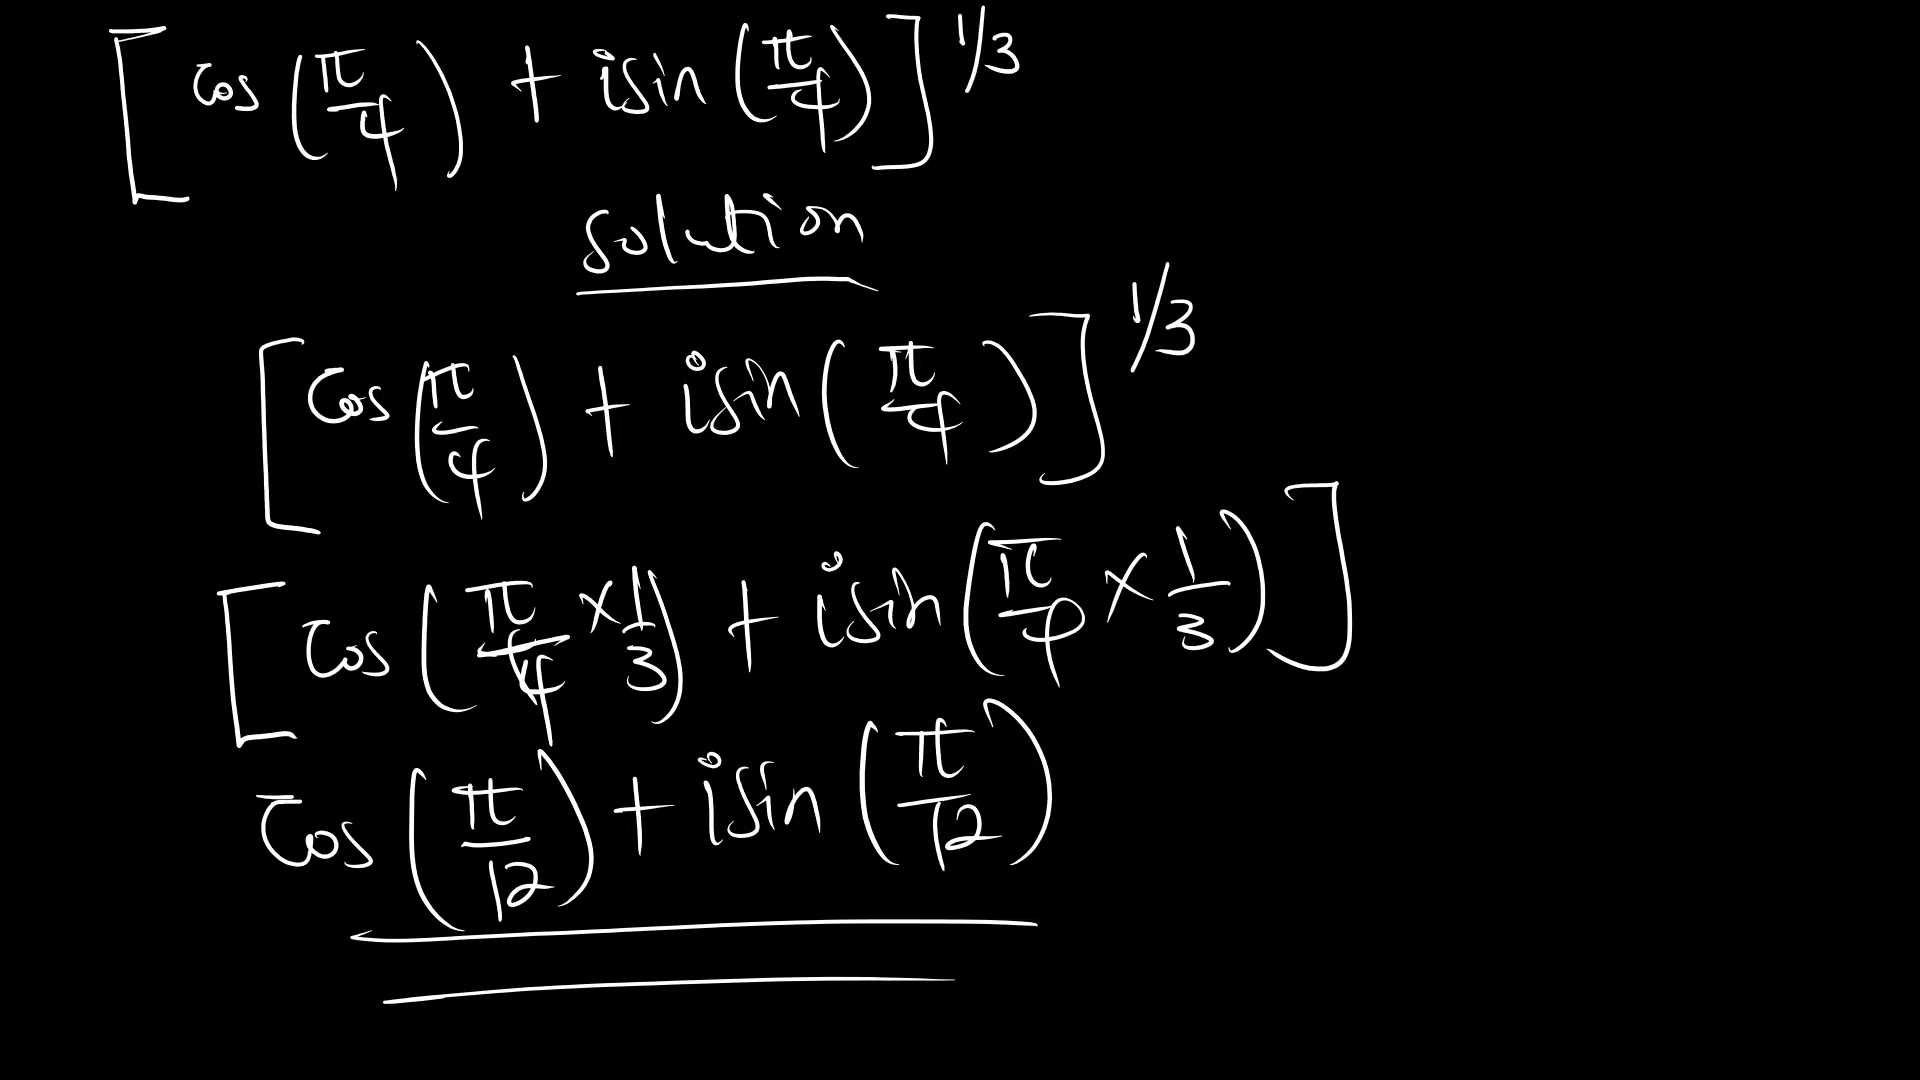 [cos(π/4) + isin(π/4)]^1/3
solution
[cos(π/4) + isin(π/4)]^1/3
[cos(π/4 × 1/3) + isin(π/4 × 1/3)]
cos(π/12) + isin(π/12)